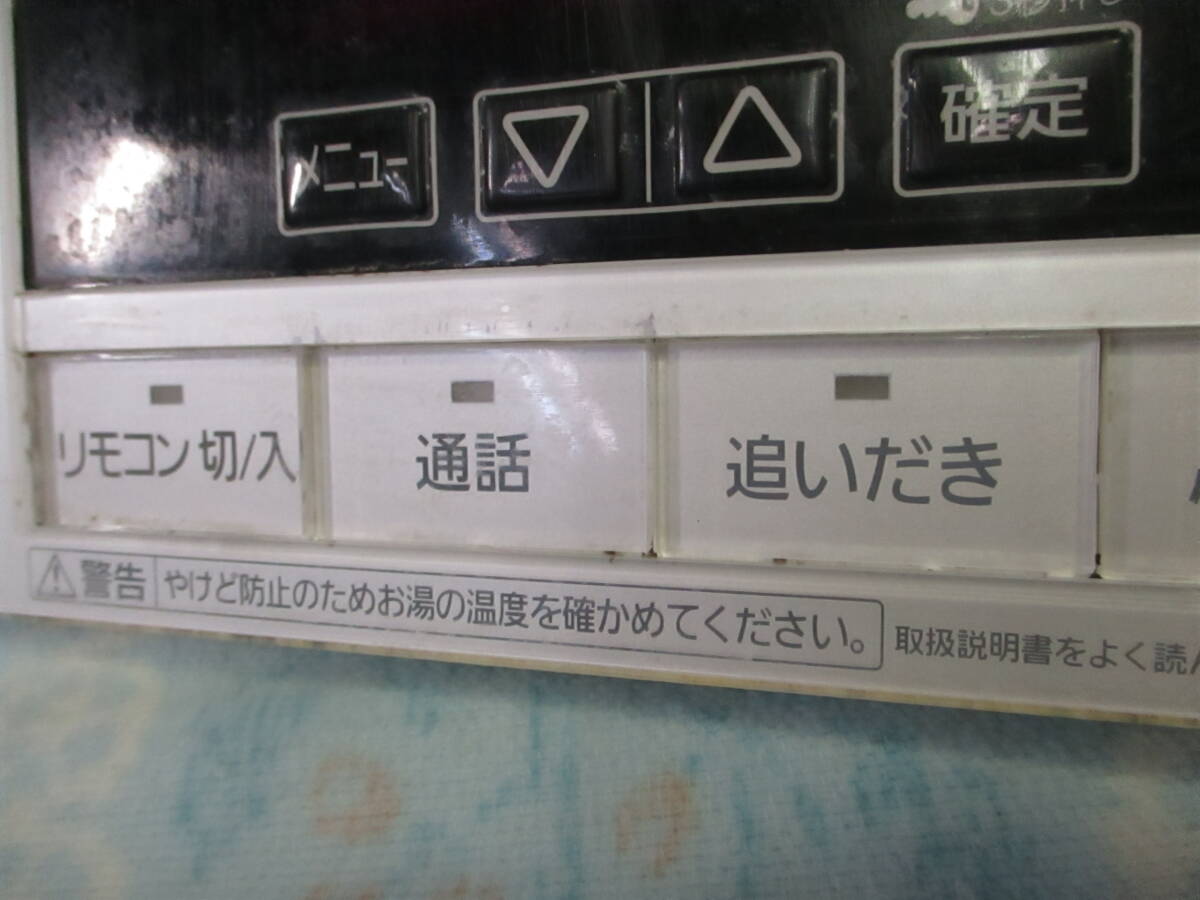 メニュー ▽ △ 確定
リモコン 切/入 通話 追いだき
⚠警告 やけど防止のためお湯の温度を確かめてください。 取扱説明書をよく読